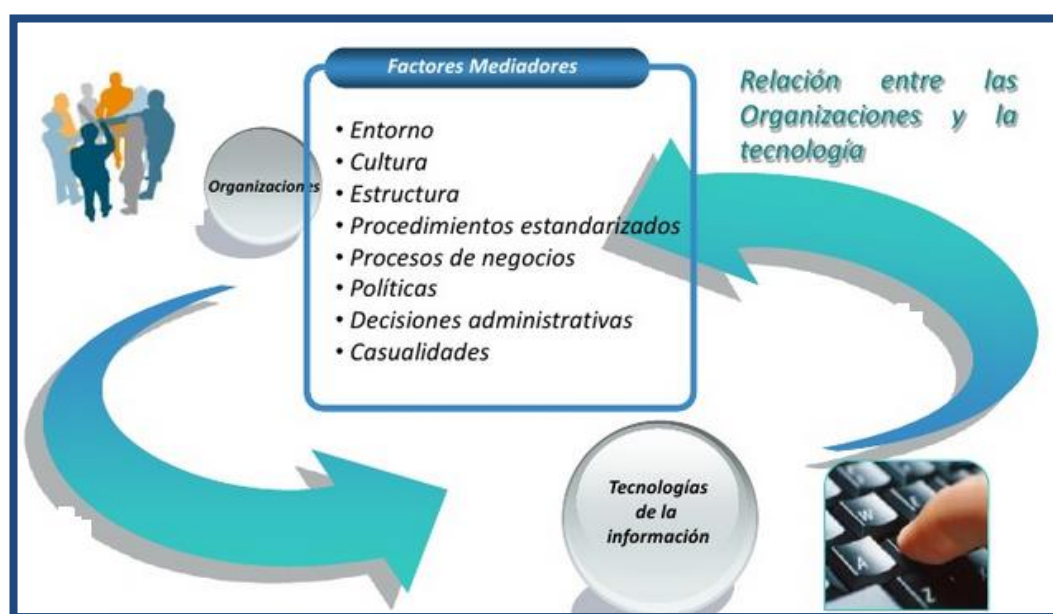 Factores Mediadores
Relación entre las
Organizaciones y la
tecnología
Organizaciones
• Entorno
• Cultura
• Estructura
• Procedimientos estandarizados
• Procesos de negocios
• Políticas
• Decisiones administrativas
• Casualidades
Tecnologías
de la
información
W
A
Z